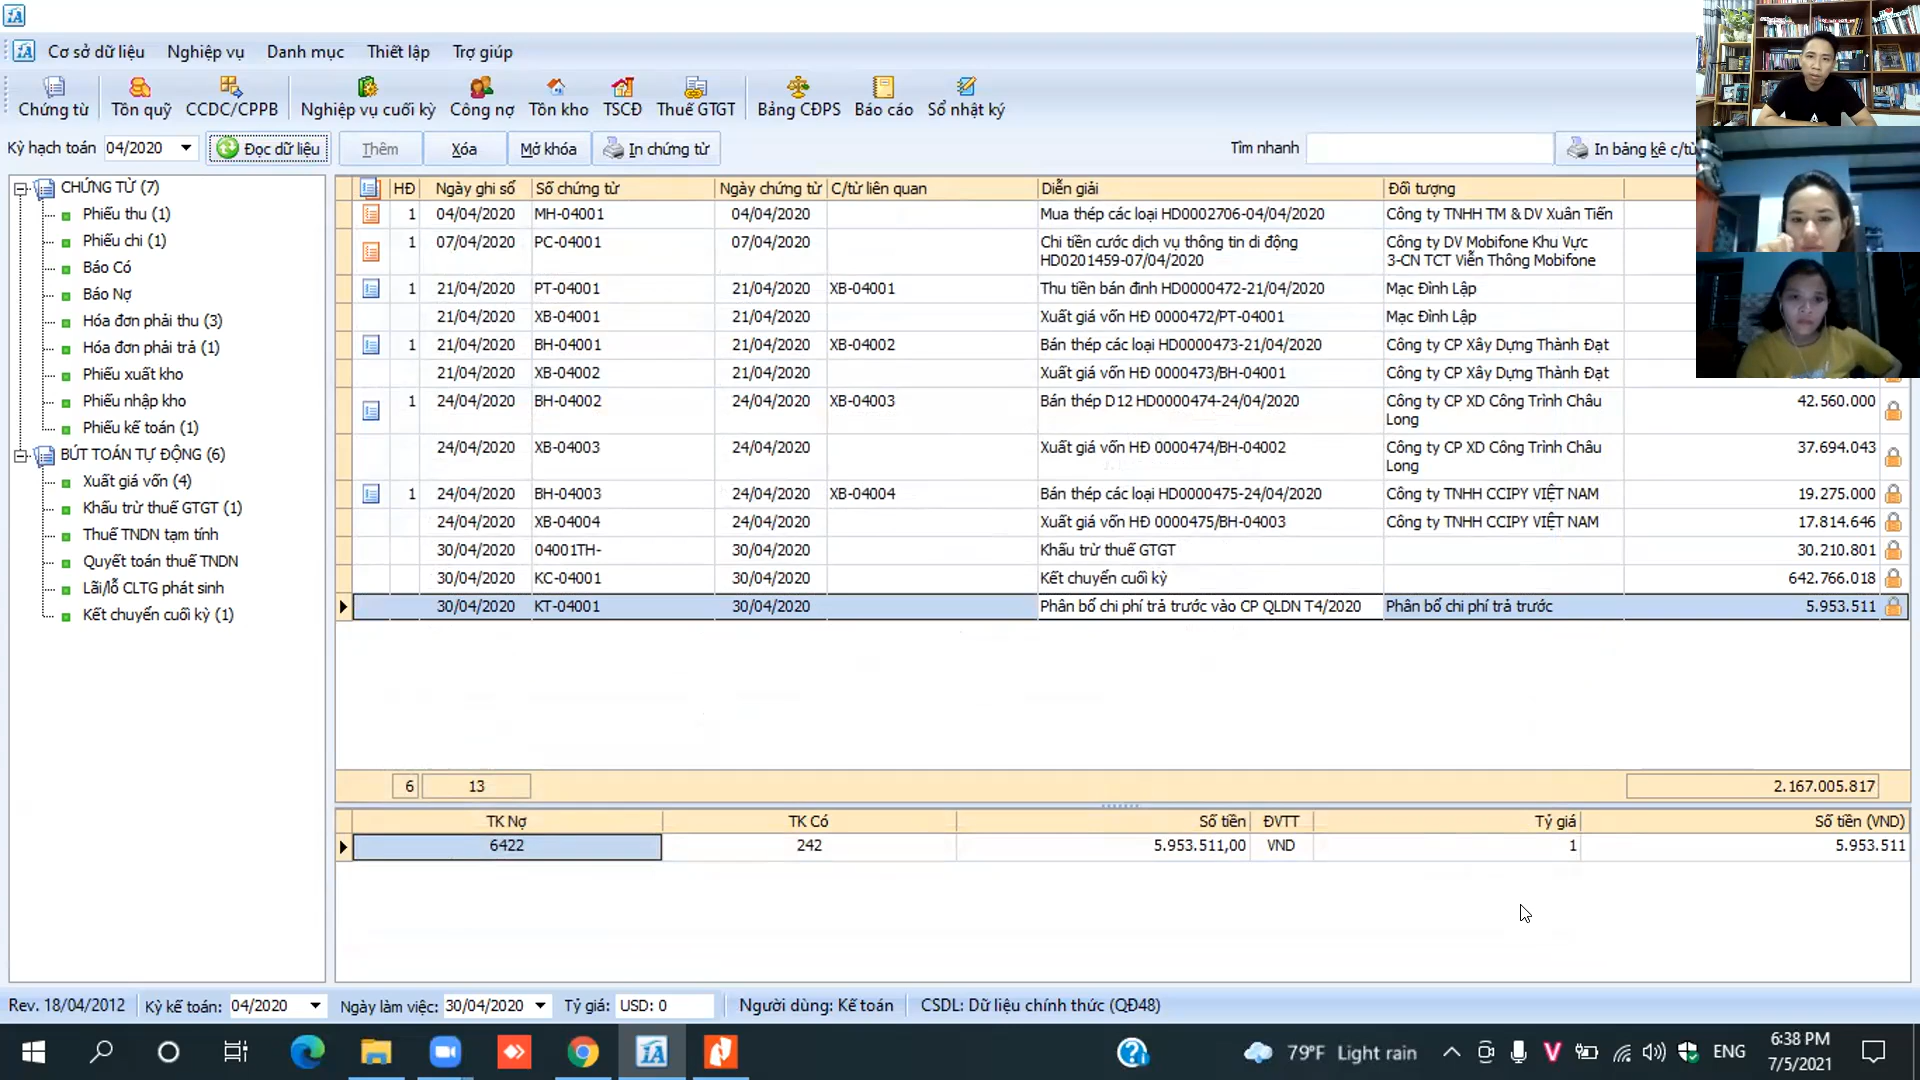 Cơ sở dữ liệu Nghiệp vụ Danh mục Thiết lập Trợ giúp
Chứng từ Tồn quỹ CCDC/CPPB Nghiệp vụ cuối kỳ Công nợ Tồn kho TSCĐ Thuế GTGT Bảng CĐPS Báo cáo Sổ nhật ký
Kỳ hạch toán 04/2020 Đọc dữ liệu Thêm Xóa Mở khóa In chứng từ Tìm nhanh In bảng kê c/từ
CHỨNG TỪ (7)
Phiếu thu (1)
Phiếu chi (1)
Báo Có
Báo Nợ
Hóa đơn phải thu (3)
Hóa đơn phải trả (1)
Phiếu xuất kho
Phiếu nhập kho
Phiếu kế toán (1)
BÚT TOÁN TỰ ĐỘNG (6)
Xuất giá vốn (4)
Khấu trừ thuế GTGT (1)
Thuế TNDN tạm tính
Quyết toán thuế TNDN
Lãi/lỗ CLTG phát sinh
Kết chuyển cuối kỳ (1)
HĐ Ngày ghi sổ Số chứng từ Ngày chứng từ C/từ liên quan Diễn giải Đối tượng
1 04/04/2020 MH-04001 04/04/2020 Mua thép các loại HD0002706-04/04/2020 Công ty TNHH TM & DV Xuân Tiến
1 07/04/2020 PC-04001 07/04/2020 Chi tiền cước dịch vụ thông tin di động Công ty DV Mobifone Khu Vực
HD0201459-07/04/2020 3-CN TCT Viễn Thông Mobifone
1 21/04/2020 PT-04001 21/04/2020 XB-04001 Thu tiền bán đinh HD0000472-21/04/2020 Mạc Đình Lập
21/04/2020 XB-04001 21/04/2020 Xuất giá vốn HĐ 0000472/PT-04001 Mạc Đình Lập
1 21/04/2020 BH-04001 21/04/2020 XB-04002 Bán thép các loại HD0000473-21/04/2020 Công ty CP Xây Dựng Thành Đạt
21/04/2020 XB-04002 21/04/2020 Xuất giá vốn HĐ 0000473/BH-04001 Công ty CP Xây Dựng Thành Đạt
1 24/04/2020 BH-04002 24/04/2020 XB-04003 Bán thép D12 HD0000474-24/04/2020 Công ty CP XD Công Trình Châu 42.560.000
Long
24/04/2020 XB-04003 24/04/2020 Xuất giá vốn HĐ 0000474/BH-04002 Công ty CP XD Công Trình Châu 37.694.043
Long
1 24/04/2020 BH-04003 24/04/2020 XB-04004 Bán thép các loại HD0000475-24/04/2020 Công ty TNHH CCIPY VIỆT NAM 19.275.000
24/04/2020 XB-04004 24/04/2020 Xuất giá vốn HĐ 0000475/BH-04003 Công ty TNHH CCIPY VIỆT NAM 17.814.646
30/04/2020 04001TH- 30/04/2020 Khấu trừ thuế GTGT 30.210.801
30/04/2020 KC-04001 30/04/2020 Kết chuyển cuối kỳ 642.766.018
30/04/2020 KT-04001 30/04/2020 Phân bổ chi phí trả trước vào CP QLDN T4/2020 Phân bổ chi phí trả trước 5.953.511
6 13 2.167.005.817
TK Nợ TK Có Số tiền ĐVTT Tỷ giá Số tiền (VND)
6422 242 5.953.511,00 VND 1 5.953.511
Rev. 18/04/2012 Kỳ kế toán: 04/2020 Ngày làm việc: 30/04/2020 Tỷ giá: USD: 0 Người dùng: Kế toán CSDL: Dữ liệu chính thức (QĐ48)
79°F Light rain ENG 6:38 PM
7/5/2021